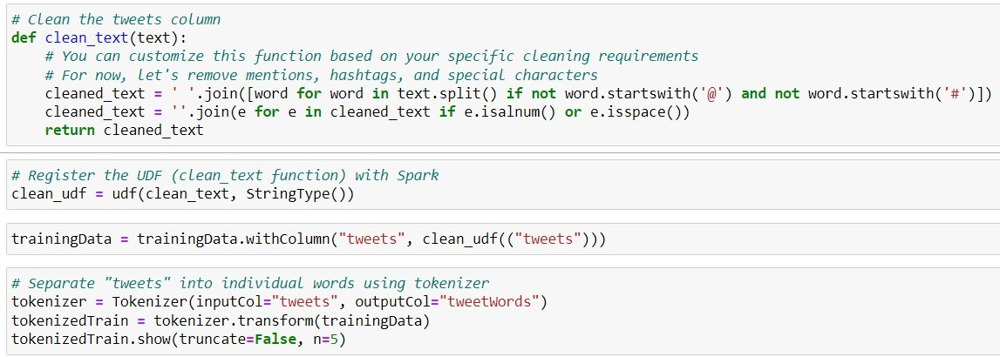 # Clean the tweets column
def clean_text(text):
    # You can customize this function based on your specific cleaning requirements
    # For now, let's remove mentions, hashtags, and special characters
    cleaned_text = ' '.join([word for word in text.split() if not word.startswith('@') and not word.startswith('#')])
    cleaned_text = ''.join(e for e in cleaned_text if e.isalnum() or e.isspace())
    return cleaned_text
# Register the UDF (clean_text function) with Spark
clean_udf = udf(clean_text, StringType())
trainingData = trainingData.withColumn("tweets", clean_udf(("tweets")))
# Separate "tweets" into individual words using tokenizer
tokenizer = Tokenizer(inputCol="tweets", outputCol="tweetWords")
tokenizedTrain = tokenizer.transform(trainingData)
tokenizedTrain.show(truncate=False, n=5)